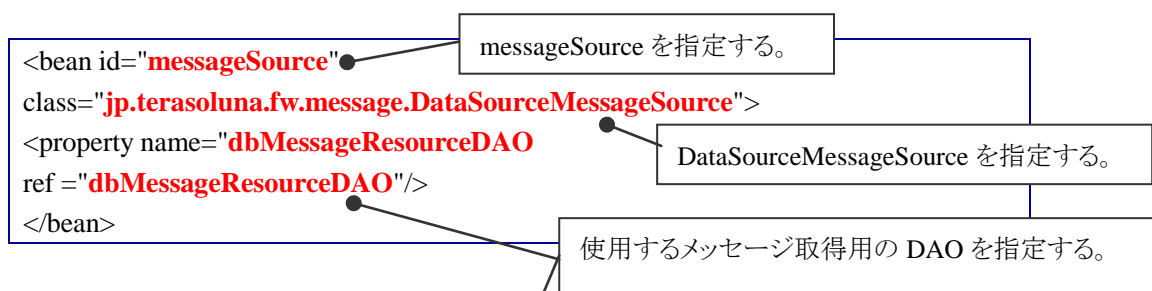 <bean id="messageSource"
messageSource を指定する。
class="jp.terasoluna.fw.message.DataSourceMessageSource">
<property name="dbMessageResourceDAO
DataSourceMessageSource を指定する。
ref ="dbMessageResourceDAO"/>
</bean>
使用するメッセージ取得用の DAO を指定する。